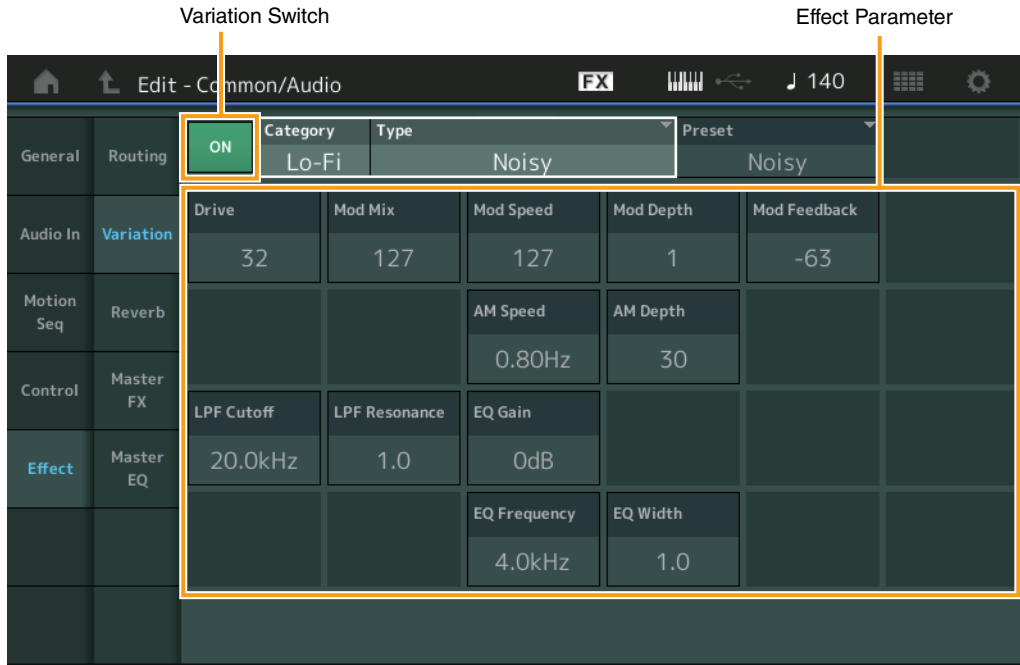 Variation Switch
Effect Parameter
Edit - Common/Audio
FX
♩ 140
General
Routing
ON
Category
Lo-Fi
Type
Noisy
Preset
Noisy
Audio In
Variation
Drive
32
Mod Mix
127
Mod Speed
127
Mod Depth
1
Mod Feedback
-63
Motion
Seq
Reverb
AM Speed
0.80Hz
AM Depth
30
Control
Master
FX
LPF Cutoff
20.0kHz
LPF Resonance
1.0
EQ Gain
0dB
Effect
Master
EQ
EQ Frequency
4.0kHz
EQ Width
1.0